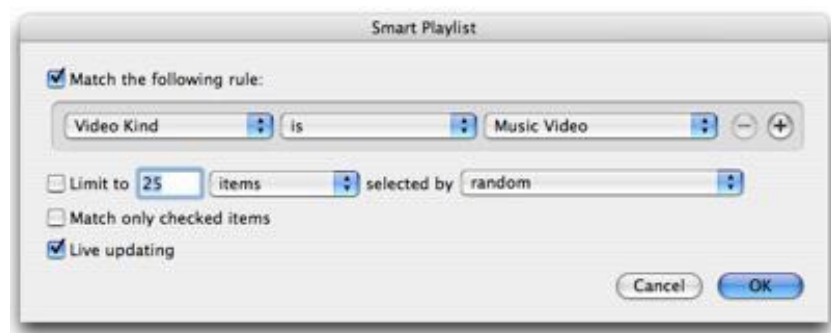 Smart Playlist
Match the following rule:
Video Kind is Music Video
Limit to 25 items selected by random
Match only checked items
Live updating
Cancel OK